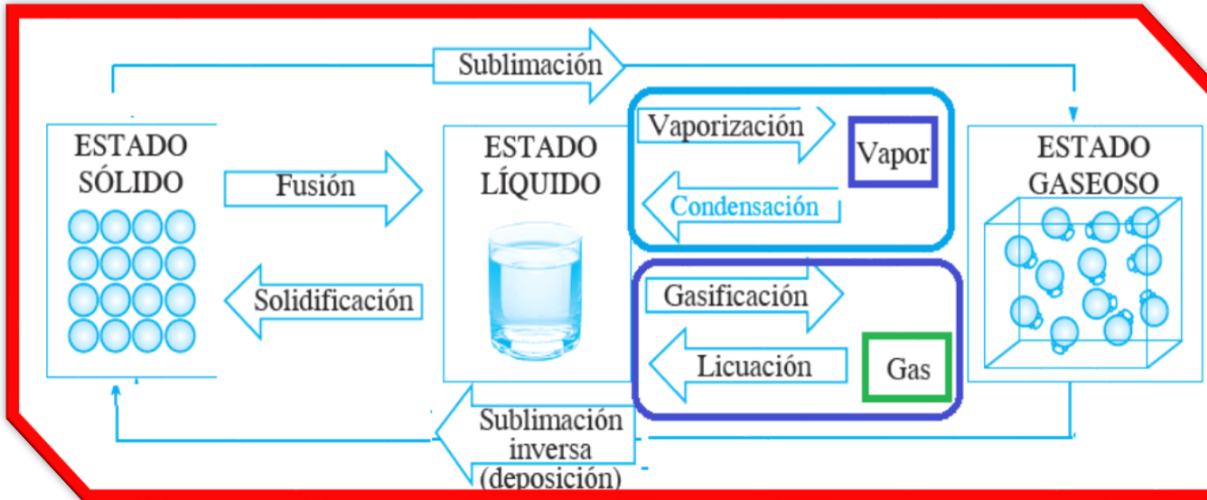 Sublimación
ESTADO
SÓLIDO
Fusión
Solidificación
ESTADO
LÍQUIDO
Vaporización
Vapor
Condensación
Gasificación
Licuación
Gas
ESTADO
GASEOSO
Sublimación
inversa
(deposición)